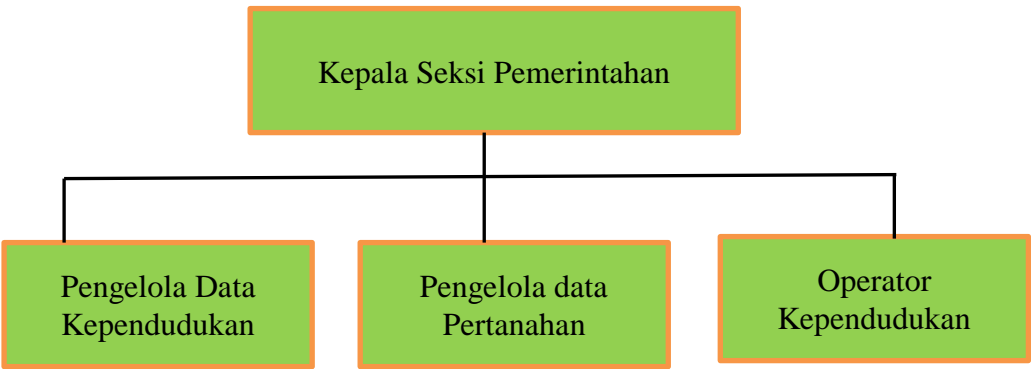 Kepala Seksi Pemerintahan
Pengelola Data
Kependudukan
Pengelola data
Pertanahan
Operator
Kependudukan